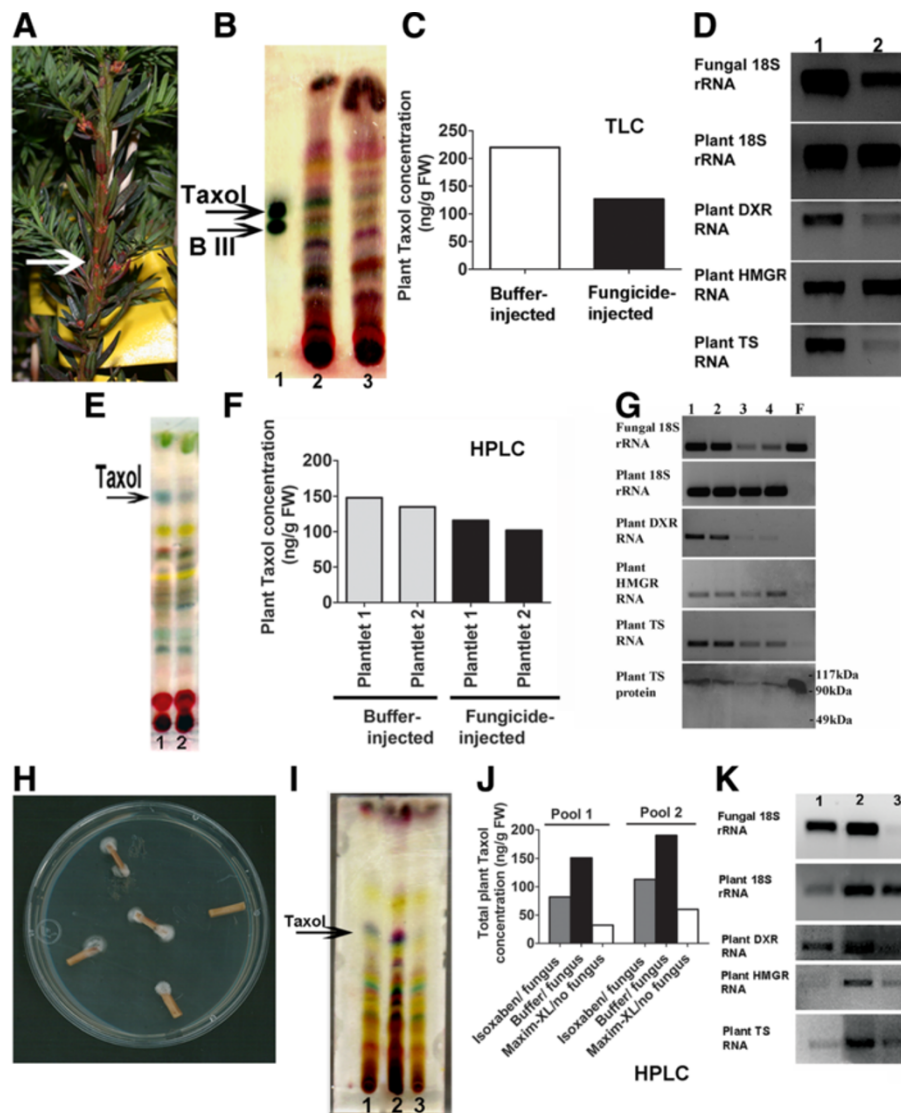 A
B
Taxol
B III
1
2
3
C
TLC
Plant Taxol concentration
(ng/g FW)
250
200
150
100
50
0
Buffer-
injected
Fungicide-
injected
D
1
2
Fungal 18S
rRNA
Plant 18S
rRNA
Plant DXR
RNA
Plant HMGR
RNA
Plant TS
RNA
E
Taxol
1
2
F
HPLC
Plant Taxol concentration
(ng/g FW)
200
150
100
50
0
Plantlet 1
Plantlet 2
Plantlet 1
Plantlet 2
Buffer-
injected
Fungicide-
injected
G
1 2 3 4 F
Fungal 18S
rRNA
Plant 18S
rRNA
Plant DXR
RNA
Plant
HMGR
RNA
Plant TS
RNA
Plant TS
protein
- 117kDa
- 90kDa
-49kDa
H
I
Taxol
1
2
3
J
Pool 1
Pool 2
Total plant Taxol
concentration (ng/g FW)
200
150
100
50
0
Isoxaben/ fungus
Buffer/ fungus
Maxim-XL/no fungus
Isoxaben/ fungus
Buffer/ fungus
Maxim-XL/no fungus
HPLC
K
1
2
3
Fungal 18S
rRNA
Plant 18S
rRNA
Plant DXR
RNA
Plant HMGR
RNA
Plant TS
RNA